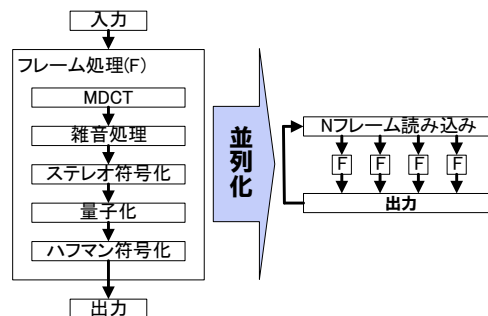 入力
フレーム処理(F)
MDCT
雑音処理
ステレオ符号化
量子化
ハフマン符号化
出力
並列化
Nフレーム読み込み
F F F F
出力